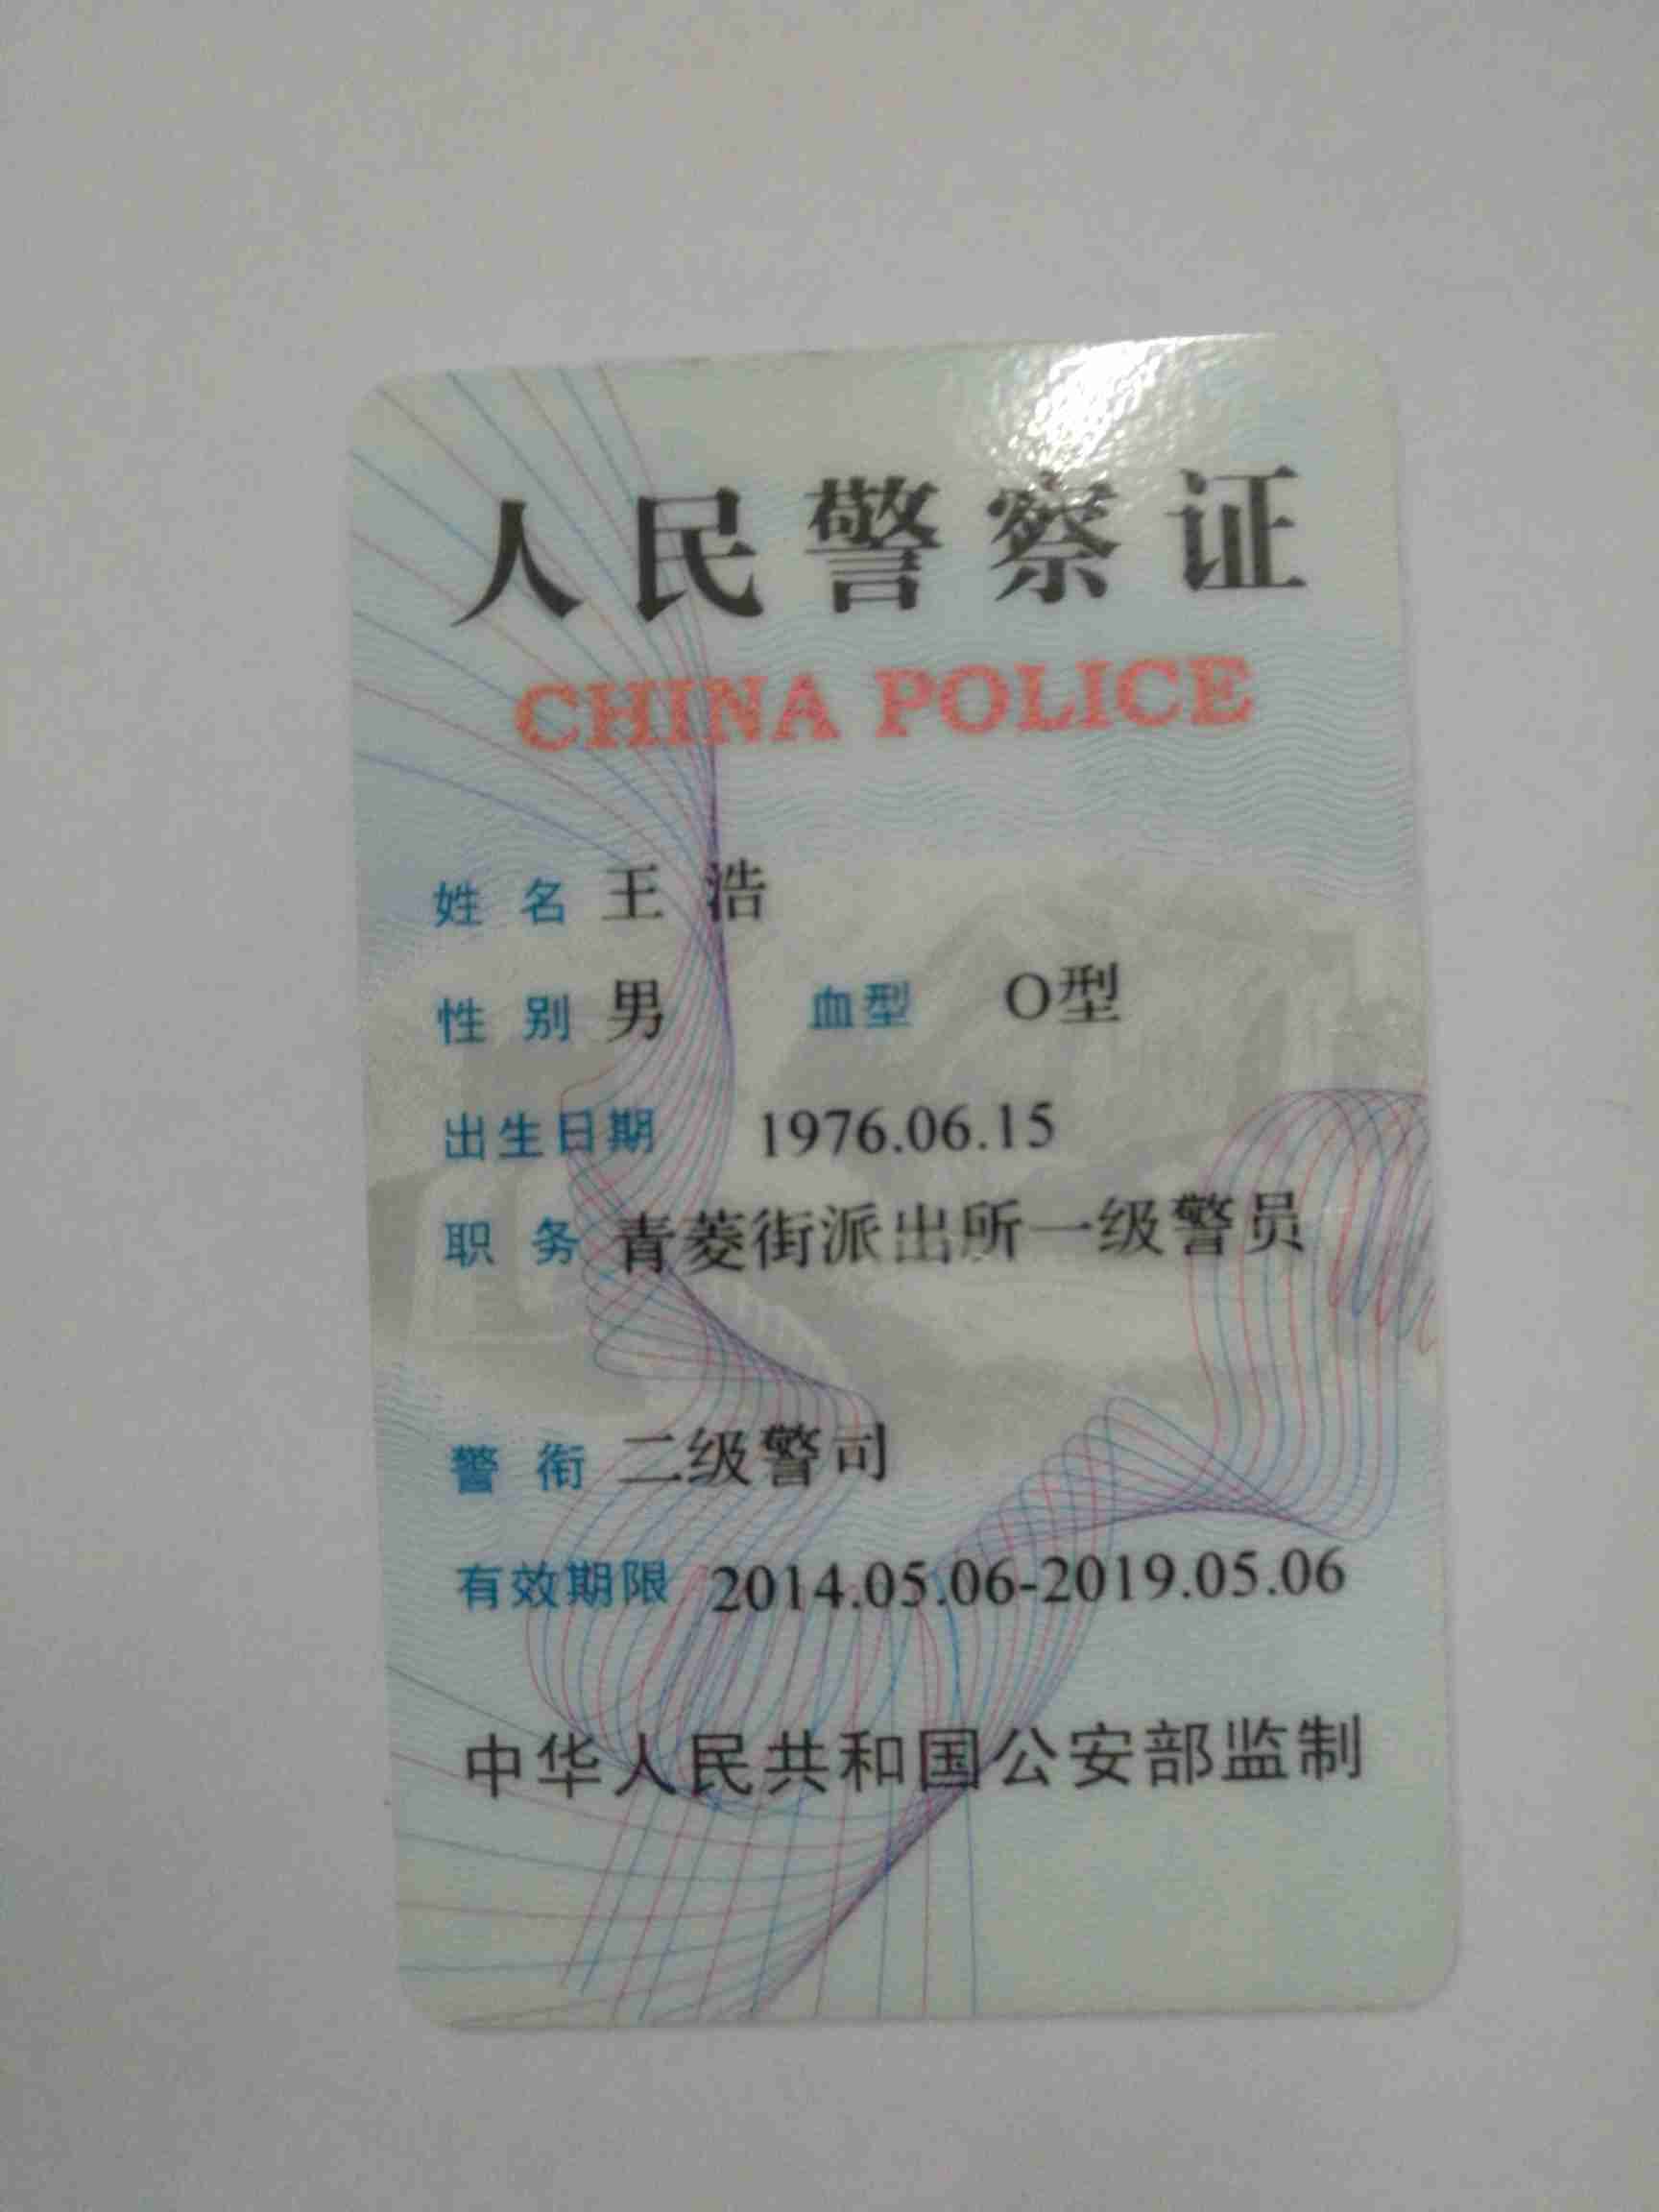 人民警察证
CHINA POLICE
姓名 王浩
性别 男 血型 O型
出生日期 1976.06.15
职务 青菱街派出所一级警员
警衔 二级警司
有效期限 2014.05.06-2019.05.06
中华人民共和国公安部监制